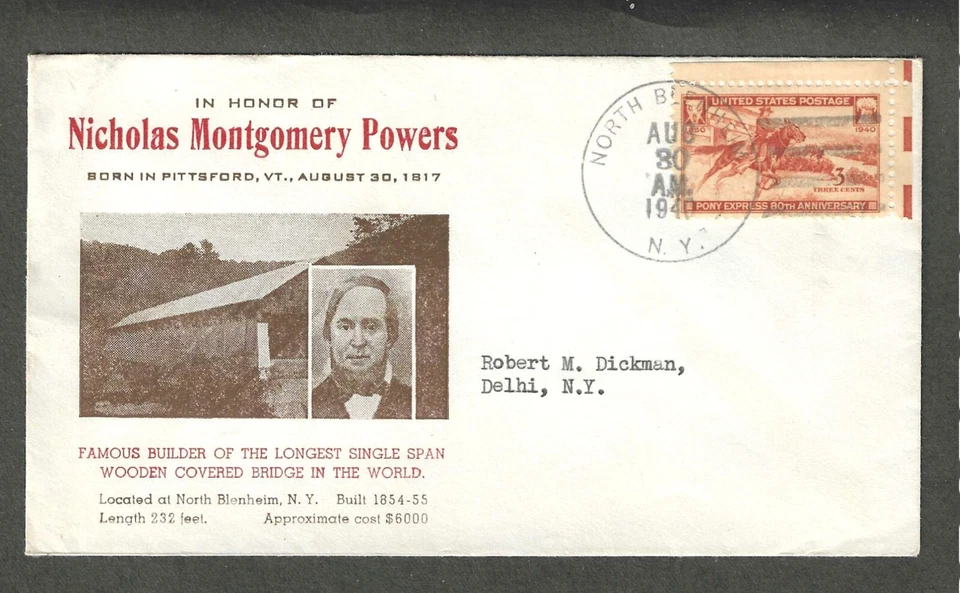 IN HONOR OF
Nicholas Montgomery Powers
BORN IN PITTSFORD, VT., AUGUST 30, 1817
FAMOUS BUILDER OF THE LONGEST SINGLE SPAN
WOODEN COVERED BRIDGE IN THE WORLD.
Located at North Blenheim, N. Y. Built 1854-55
Length 232 feet. Approximate cost $6000
NORTH
AUG
30
AM.
N. Y.
UNITED STATES POSTAGE
1940
3
THREE CENTS
PONY EXPRESS 80TH ANNIVERSARY
Robert M. Dickman,
Delhi, N.Y.